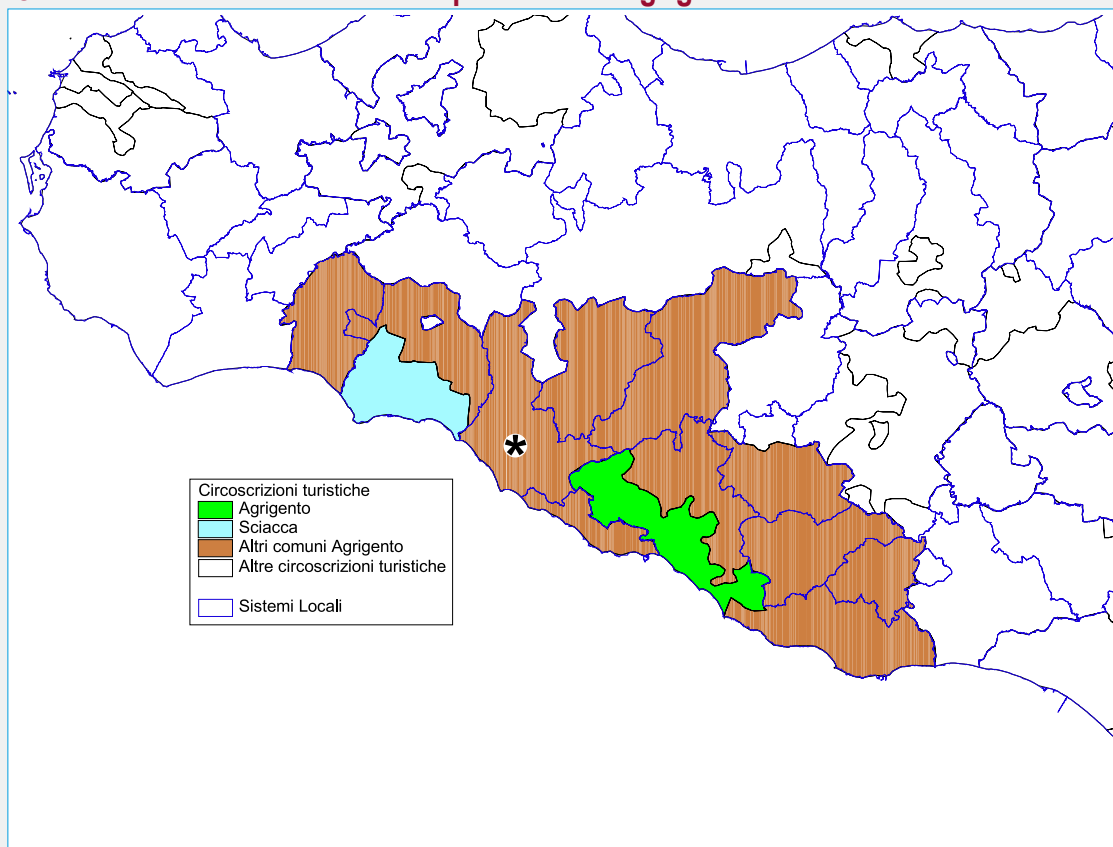 Circoscrizioni turistiche
Agrigento
Sciacca
Altri comuni Agrigento
Altre circoscrizioni turistiche
Sistemi Locali